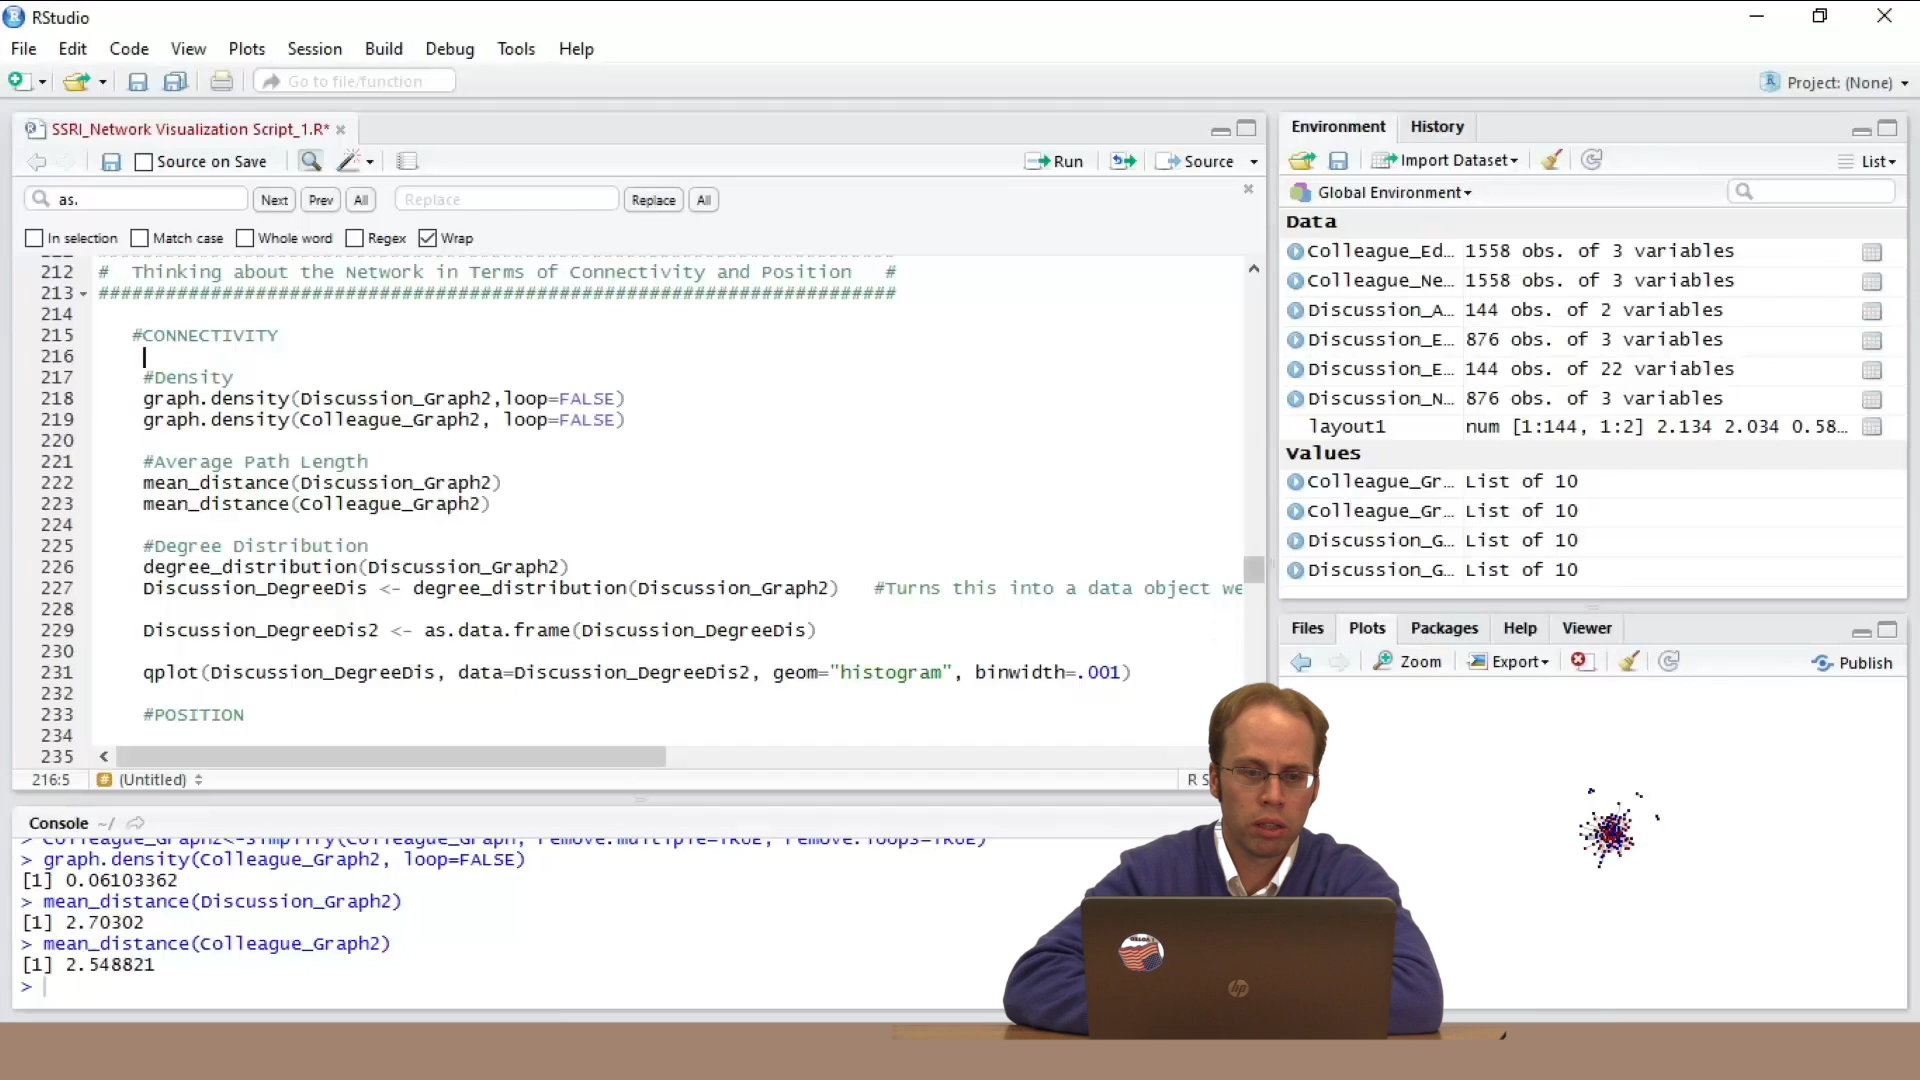 RStudio
File Edit Code View Plots Session Build Debug Tools Help
Go to file/function
Project: (None)
SSRI_Network Visualization Script_1.R*
Source on Save
Run
Source
as.
Next Prev All
Replace
Replace All
In selection Match case Whole word Regex Wrap
212 # Thinking about the Network in Terms of Connectivity and Position #
213 #######################################################################
214
215 #CONNECTIVITY
216
217 #Density
218 graph.density(Discussion_Graph2,loop=FALSE)
219 graph.density(Colleague_Graph2, loop=FALSE)
220
221 #Average Path Length
222 mean_distance(Discussion_Graph2)
223 mean_distance(Colleague_Graph2)
224
225 #Degree Distribution
226 degree_distribution(Discussion_Graph2)
227 Discussion_DegreeDis <- degree_distribution(Discussion_Graph2) #Turns this into a data object we
228
229 Discussion_DegreeDis2 <- as.data.frame(Discussion_DegreeDis)
230
231 qplot(Discussion_DegreeDis, data=Discussion_DegreeDis2, geom="histogram", binwidth=.001)
232
233 #POSITION
234
235
216:5 (Untitled) R S
Console ~/
> Colleague_Graph2<-simplify(Colleague_Graph, remove.multiple=TRUE, remove.loops=TRUE)
> graph.density(Colleague_Graph2, loop=FALSE)
[1] 0.06103362
> mean_distance(Discussion_Graph2)
[1] 2.70302
> mean_distance(Colleague_Graph2)
[1] 2.548821
>
Environment History
Import Dataset
List
Global Environment
Data
Colleague_Ed… 1558 obs. of 3 variables
Colleague_Ne… 1558 obs. of 3 variables
Discussion_A… 144 obs. of 2 variables
Discussion_E… 876 obs. of 3 variables
Discussion_E… 144 obs. of 22 variables
Discussion_N… 876 obs. of 3 variables
layout1 num [1:144, 1:2] 2.134 2.034 0.58…
Values
Colleague_Gr… List of 10
Colleague_Gr… List of 10
Discussion_G… List of 10
Discussion_G… List of 10
Files Plots Packages Help Viewer
Zoom Export Publish
hp